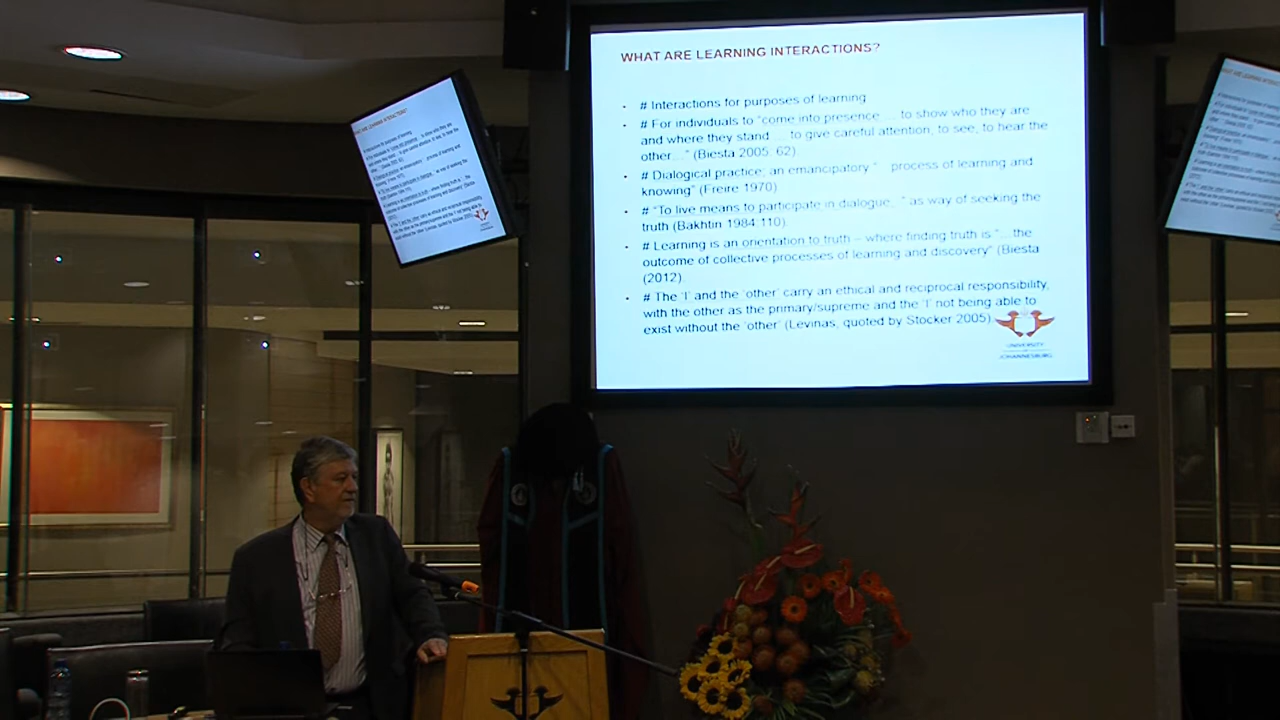 WHAT ARE LEARNING INTERACTIONS?
# Interactions for purposes of learning
# For individuals to "come into presence ... to show who they are
and where they stand ... to give careful attention, to see, to hear the
other..." (Biesta 2005: 62)
# Dialogical practice; an emancipatory "... process of learning and
knowing" (Freire 1970)
# "To live means to participate in dialogue..." as way of seeking the
truth (Bakhtin 1984:110).
# Learning is an orientation to truth – where finding truth is "...the
outcome of collective processes of learning and discovery" (Biesta
(2012)
# The 'I' and the 'other' carry an ethical and reciprocal responsibility,
with the other as the primary/supreme and the 'I' not being able to
exist without the 'other' (Levinas, quoted by Stocker 2005).
UNIVERSITY
OF
JOHANNESBURG